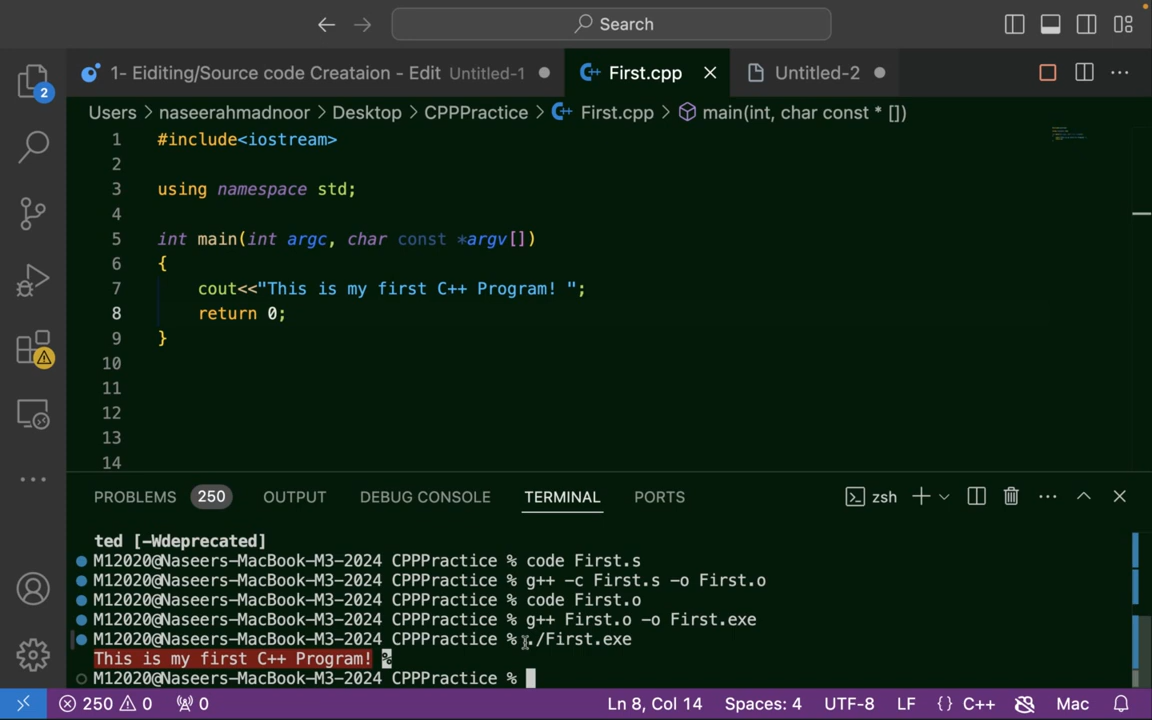 Search
1- Eiditing/Source code Creataion - Edit Untitled-1
First.cpp
Untitled-2
2
Users > naseerahmadnoor > Desktop > CPPPractice > First.cpp > main(int, char const * [])
1 #include<iostream>
2
3 using namespace std;
4
5 int main(int argc, char const *argv[])
6 {
7 cout<<"This is my first C++ Program! ";
8 return 0;
9 }
10
11
12
13
14
PROBLEMS 250 OUTPUT DEBUG CONSOLE TERMINAL PORTS zsh
ted [-Wdeprecated]
M12020@Naseers-MacBook-M3-2024 CPPPractice % code First.s
M12020@Naseers-MacBook-M3-2024 CPPPractice % g++ -c First.s -o First.o
M12020@Naseers-MacBook-M3-2024 CPPPractice % code First.o
M12020@Naseers-MacBook-M3-2024 CPPPractice % g++ First.o -o First.exe
M12020@Naseers-MacBook-M3-2024 CPPPractice % ./First.exe
This is my first C++ Program! %
M12020@Naseers-MacBook-M3-2024 CPPPractice %
250 0 0 Ln 8, Col 14 Spaces: 4 UTF-8 LF {} C++ Mac